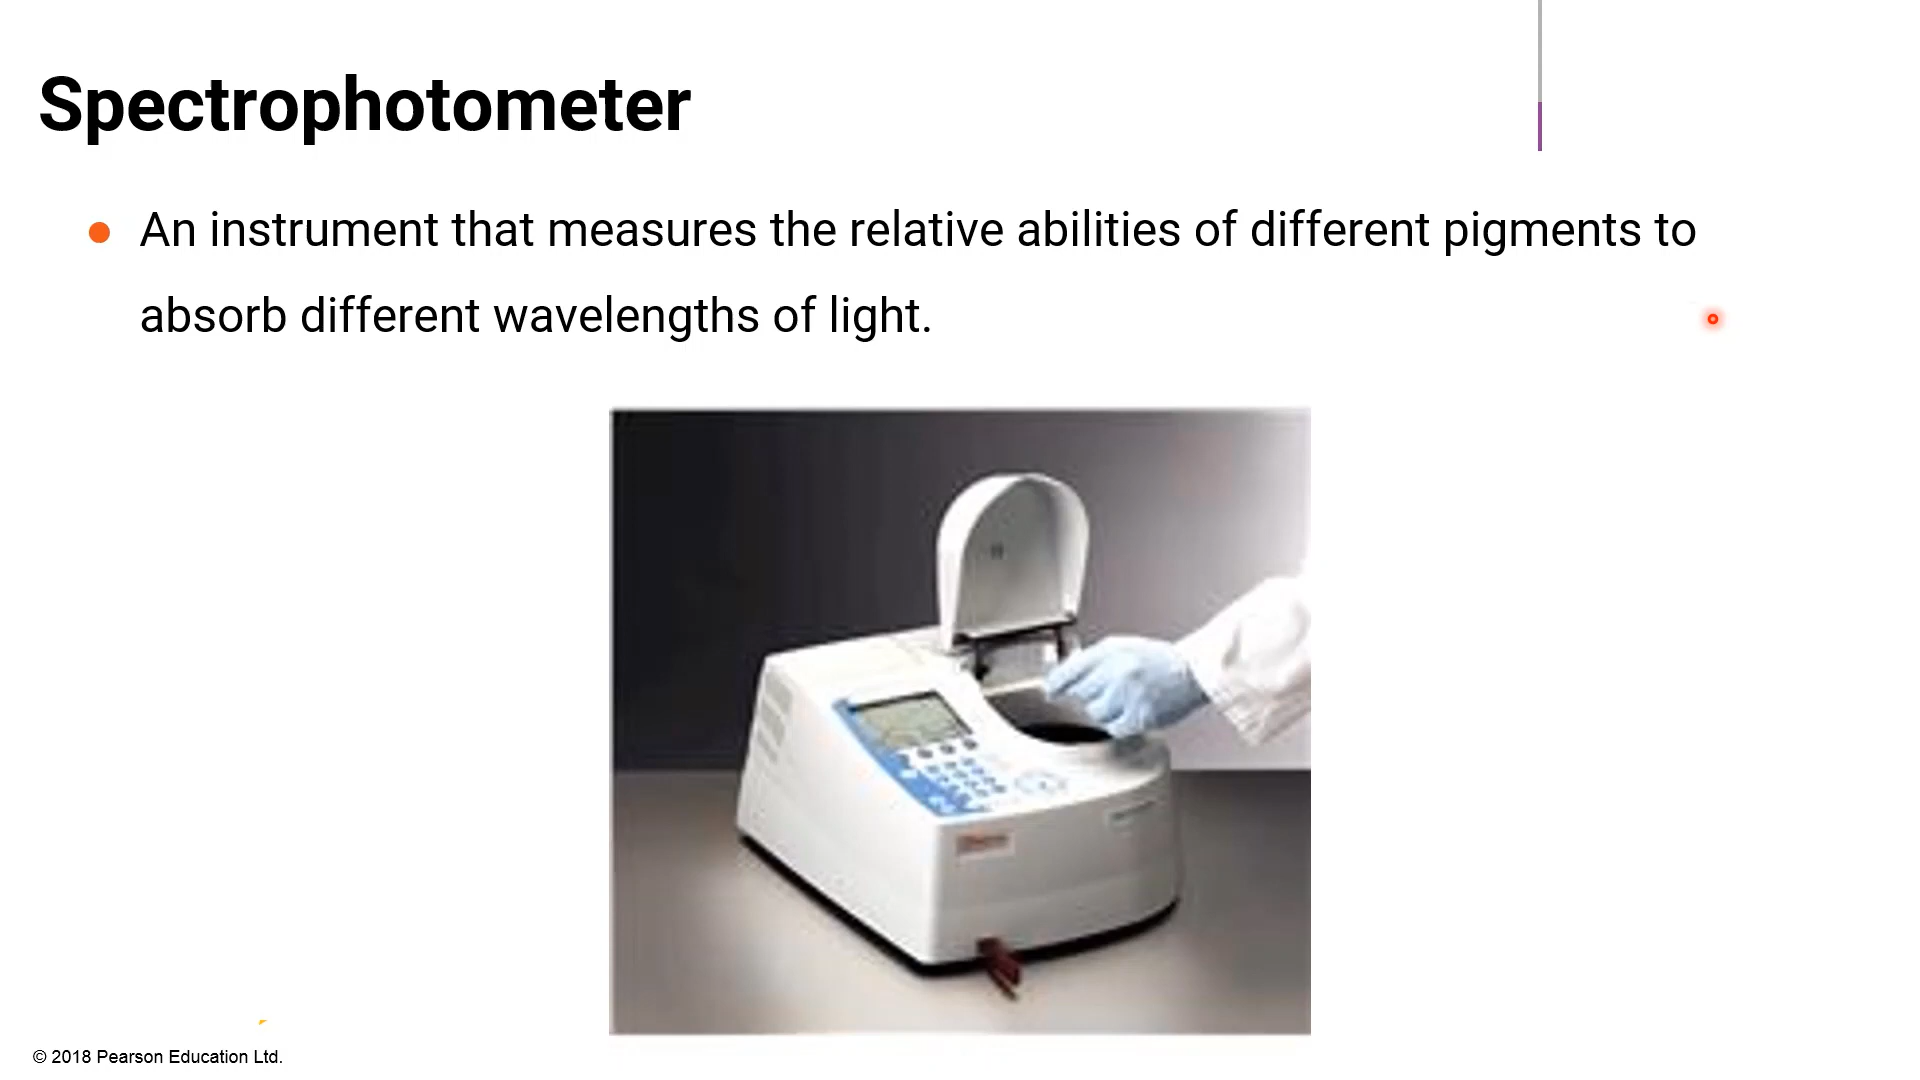 Spectrophotometer
An instrument that measures the relative abilities of different pigments to
absorb different wavelengths of light.
© 2018 Pearson Education Ltd.